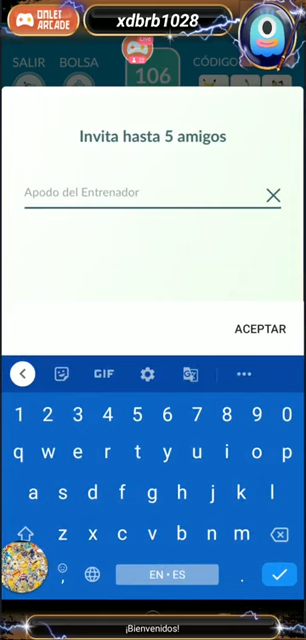 OMLET
ARCADE
xdbrb1028
SALIR
BOLSA
106
CÓDIGO
Invita hasta 5 amigos
Apodo del Entrenador
ACEPTAR
GIF
1 2 3 4 5 6 7 8 9 0
q w e r t y u i o p
a s d f g h j k l
z x c v b n m
, EN • ES .
¡Bienvenidos!